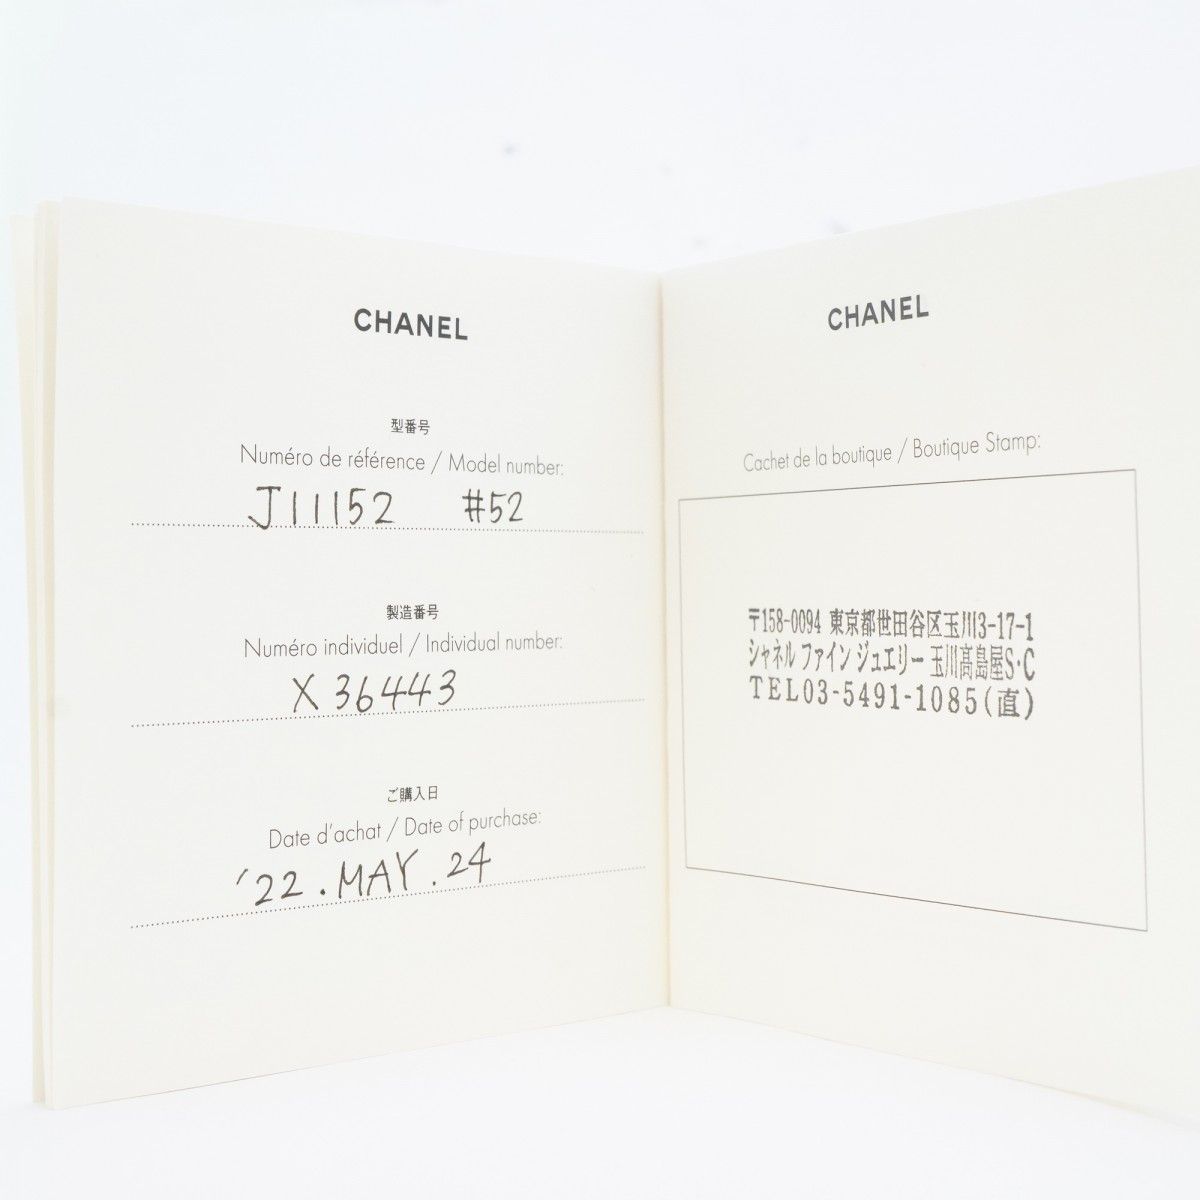 CHANEL
型番号
Numéro de référence / Model number:
J11152 #52
製造番号
Numéro individuel / Individual number:
X 36443
ご購入日
Date d'achat / Date of purchase:
'22.MAY.24
CHANEL
Cachet de la boutique / Boutique Stamp:
〒158-0094 東京都世田谷区玉川3-17-1
シャネル ファイン ジュエリー 玉川髙島屋S・C
TEL03-5491-1085(直)